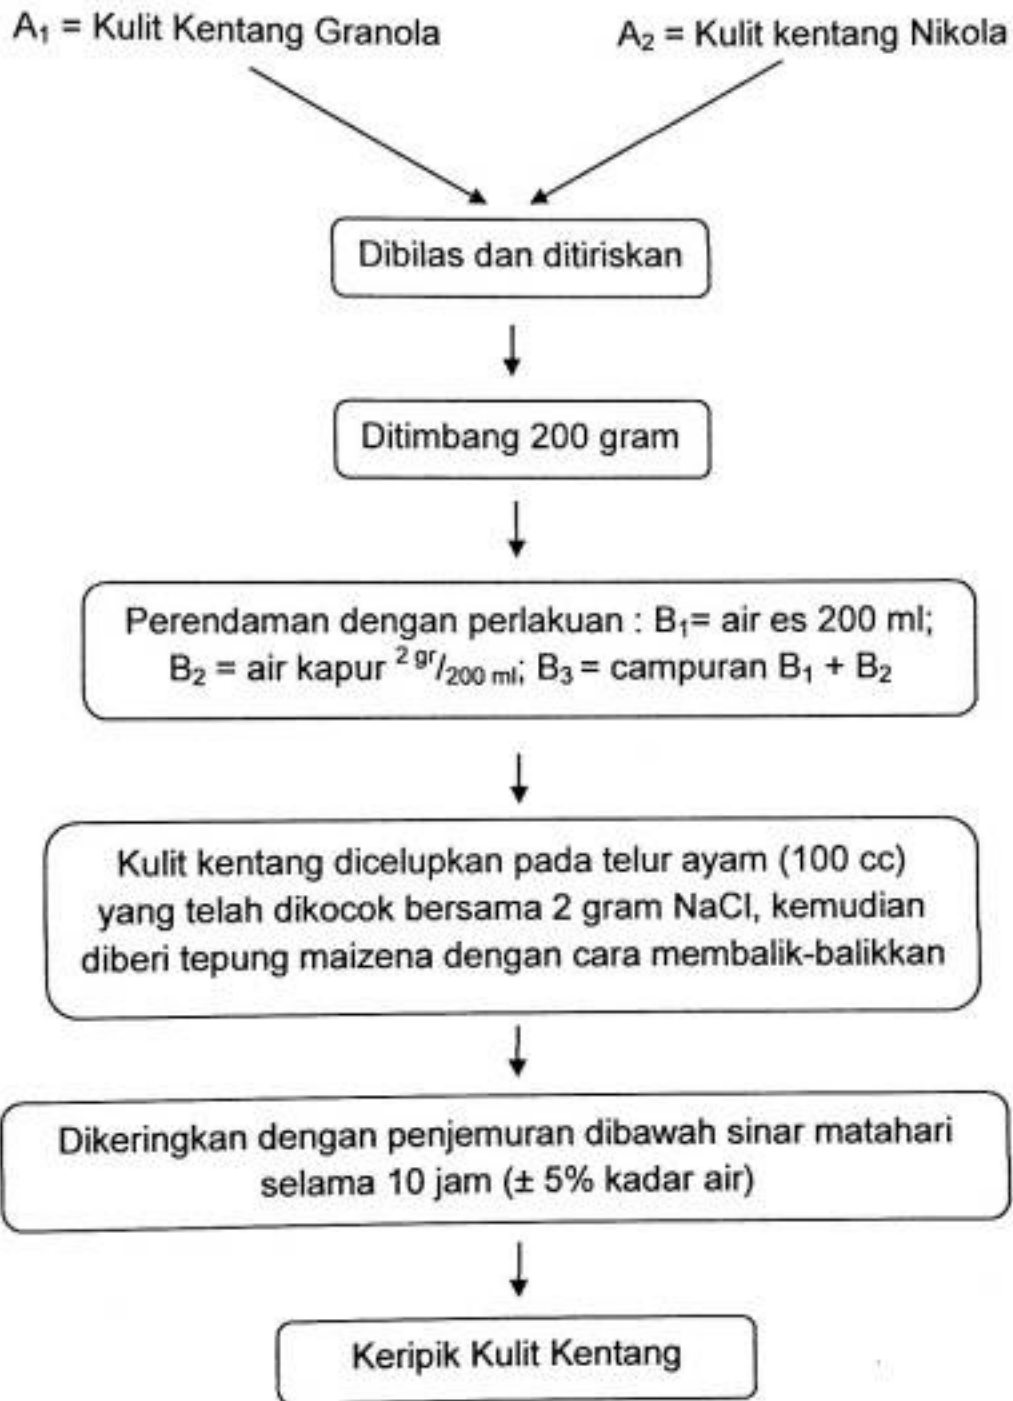 A₁ = Kulit Kentang Granola
A₂ = Kulit kentang Nikola
Dibilas dan ditiriskan
Ditimbang 200 gram
Perendaman dengan perlakuan : B₁= air es 200 ml;
B₂ = air kapur ² ᵍʳ/₂₀₀ ₘₗ; B₃ = campuran B₁ + B₂
Kulit kentang dicelupkan pada telur ayam (100 cc)
yang telah dikocok bersama 2 gram NaCl, kemudian
diberi tepung maizena dengan cara membalik-balikkan
Dikeringkan dengan penjemuran dibawah sinar matahari
selama 10 jam (± 5% kadar air)
Keripik Kulit Kentang